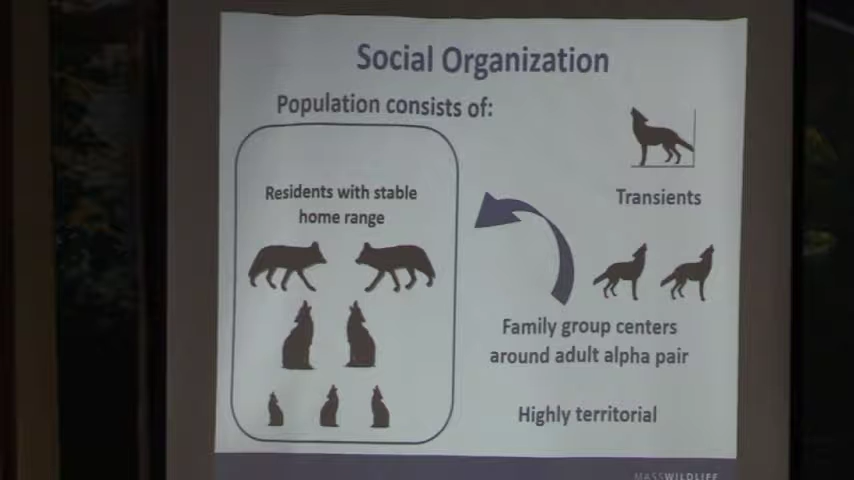 Social Organization
Population consists of:
Residents with stable
home range
Transients
Family group centers
around adult alpha pair
Highly territorial
MASSWILDLIFE